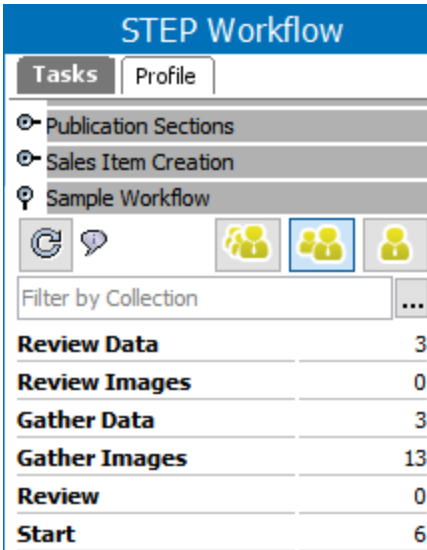 STEP Workflow
Tasks Profile
Publication Sections
Sales Item Creation
Sample Workflow
Filter by Collection ...
Review Data 3
Review Images 0
Gather Data 3
Gather Images 13
Review 0
Start 6